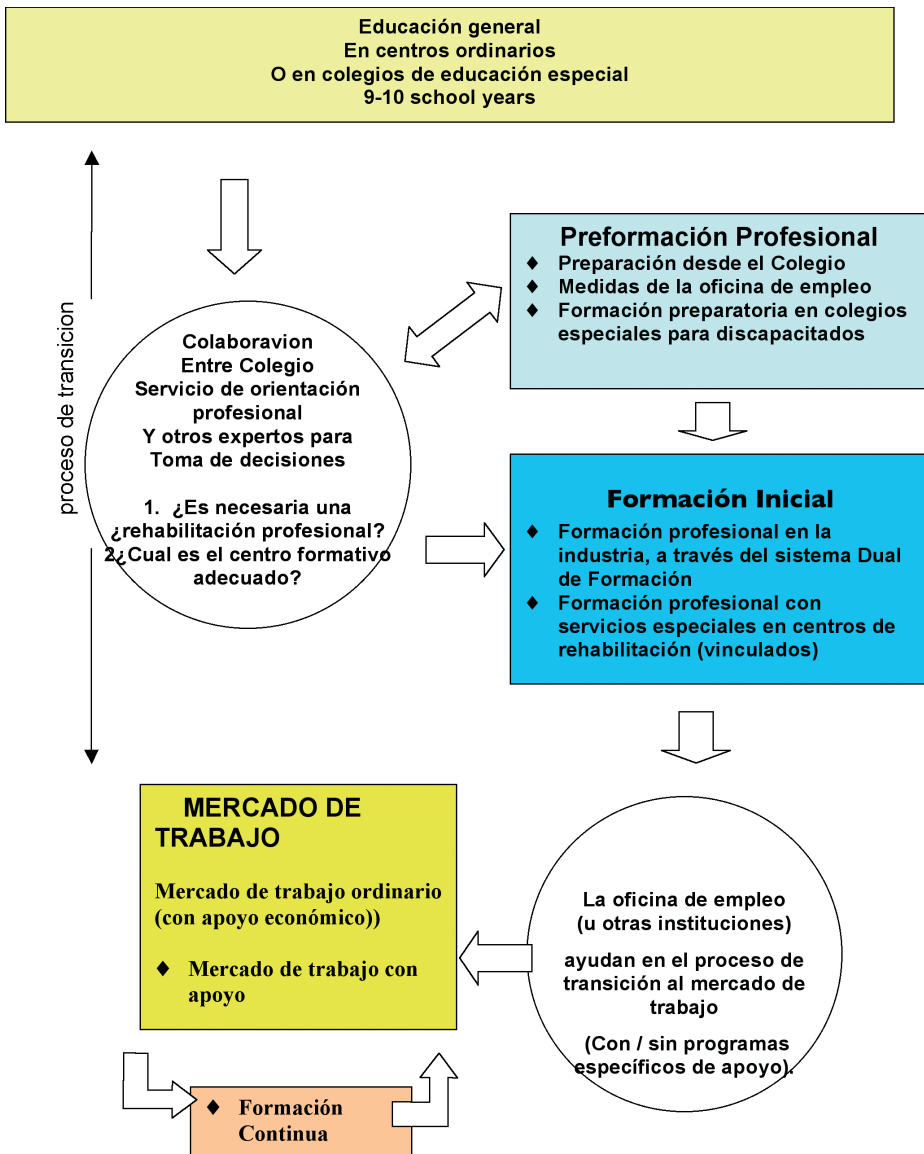 Educación general
En centros ordinarios
O en colegios de educación especial
9-10 school years
proceso de transicion
Colaboravion
Entre Colegio
Servicio de orientación
profesional
Y otros expertos para
Toma de decisiones
1. ¿Es necesaria una
¿rehabilitación profesional?
2¿Cual es el centro formativo
adecuado?
Preformación Profesional
♦ Preparación desde el Colegio
♦ Medidas de la oficina de empleo
♦ Formación preparatoria en colegios
especiales para discapacitados
Formación Inicial
♦ Formación profesional en la
industria, a través del sistema Dual
de Formación
♦ Formación profesional con
servicios especiales en centros de
rehabilitación (vinculados)
La oficina de empleo
(u otras instituciones)
ayudan en el proceso de
transición al mercado de
trabajo
(Con / sin programas
específicos de apoyo).
MERCADO DE
TRABAJO
Mercado de trabajo ordinario
(con apoyo económico))
♦ Mercado de trabajo con
apoyo
♦ Formación
Continua